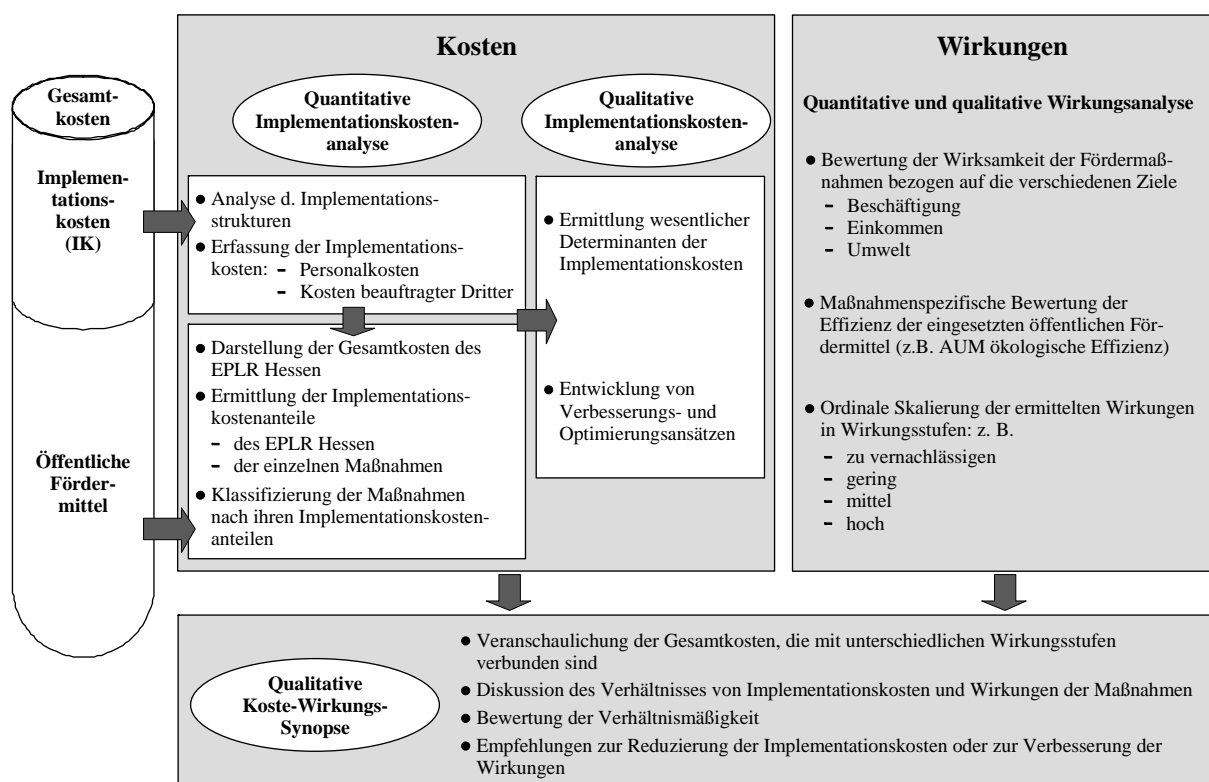 Kosten
Wirkungen
Gesamt-
kosten
Implemen-
tations-
kosten
(IK)
Öffentliche
Förder-
mittel
Quantitative
Implementationskosten-
analyse
Qualitative
Implementationskosten-
analyse
● Analyse d. Implementations-
strukturen
● Erfassung der Implementations-
kosten: - Personalkosten
- Kosten beauftragter Dritter
● Darstellung der Gesamtkosten des
EPLR Hessen
● Ermittlung der Implementations-
kostenanteile
- des EPLR Hessen
- der einzelnen Maßnahmen
● Klassifizierung der Maßnahmen
nach ihren Implementationskosten-
anteilen
● Ermittlung wesentlicher
Determinanten der
Implementationskosten
● Entwicklung von
Verbesserungs- und
Optimierungsansätzen
Quantitative und qualitative Wirkungsanalyse
● Bewertung der Wirksamkeit der Fördermaß-
nahmen bezogen auf die verschiedenen Ziele
- Beschäftigung
- Einkommen
- Umwelt
● Maßnahmenspezifische Bewertung der
Effizienz der eingesetzten öffentlichen För-
dermittel (z.B. AUM ökologische Effizienz)
● Ordinale Skalierung der ermittelten Wirkungen
in Wirkungsstufen: z. B.
- zu vernachlässigen
- gering
- mittel
- hoch
Qualitative
Koste-Wirkungs-
Synopse
● Veranschaulichung der Gesamtkosten, die mit unterschiedlichen Wirkungsstufen
verbunden sind
● Diskussion des Verhältnisses von Implementationskosten und Wirkungen der Maßnahmen
● Bewertung der Verhältnismäßigkeit
● Empfehlungen zur Reduzierung der Implementationskosten oder zur Verbesserung der
Wirkungen